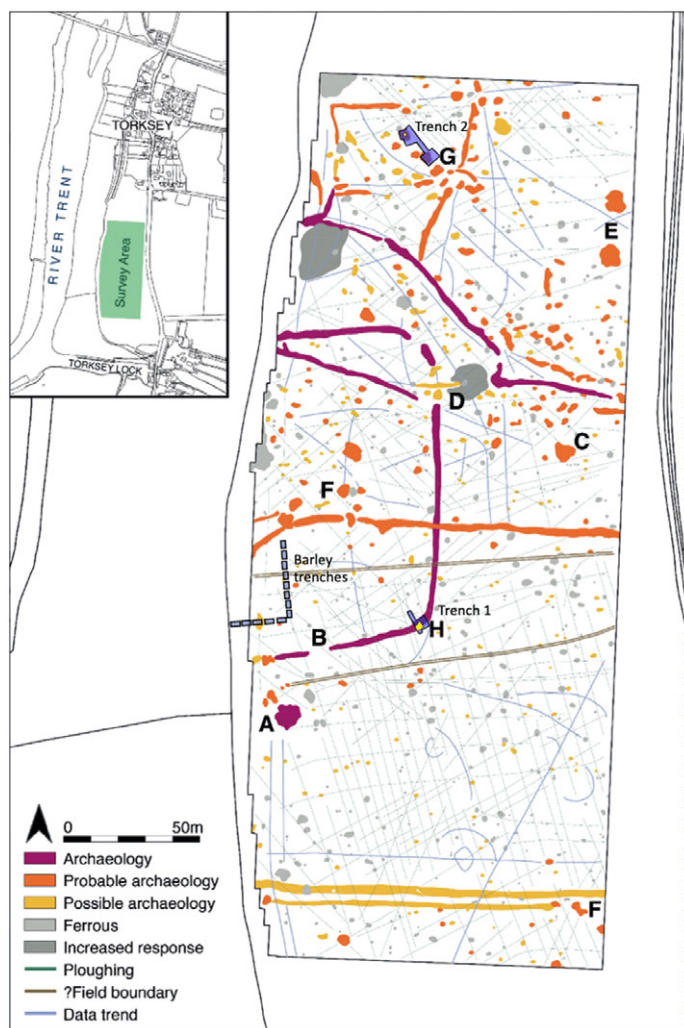 TORKSEY
RIVER TRENT
Survey Area
TORKSEY LOCK
Trench 2
G
E
D
C
F
Barley
trenches
Trench 1
H
B
A
F
0 50m
Archaeology
Probable archaeology
Possible archaeology
Ferrous
Increased response
Ploughing
?Field boundary
Data trend